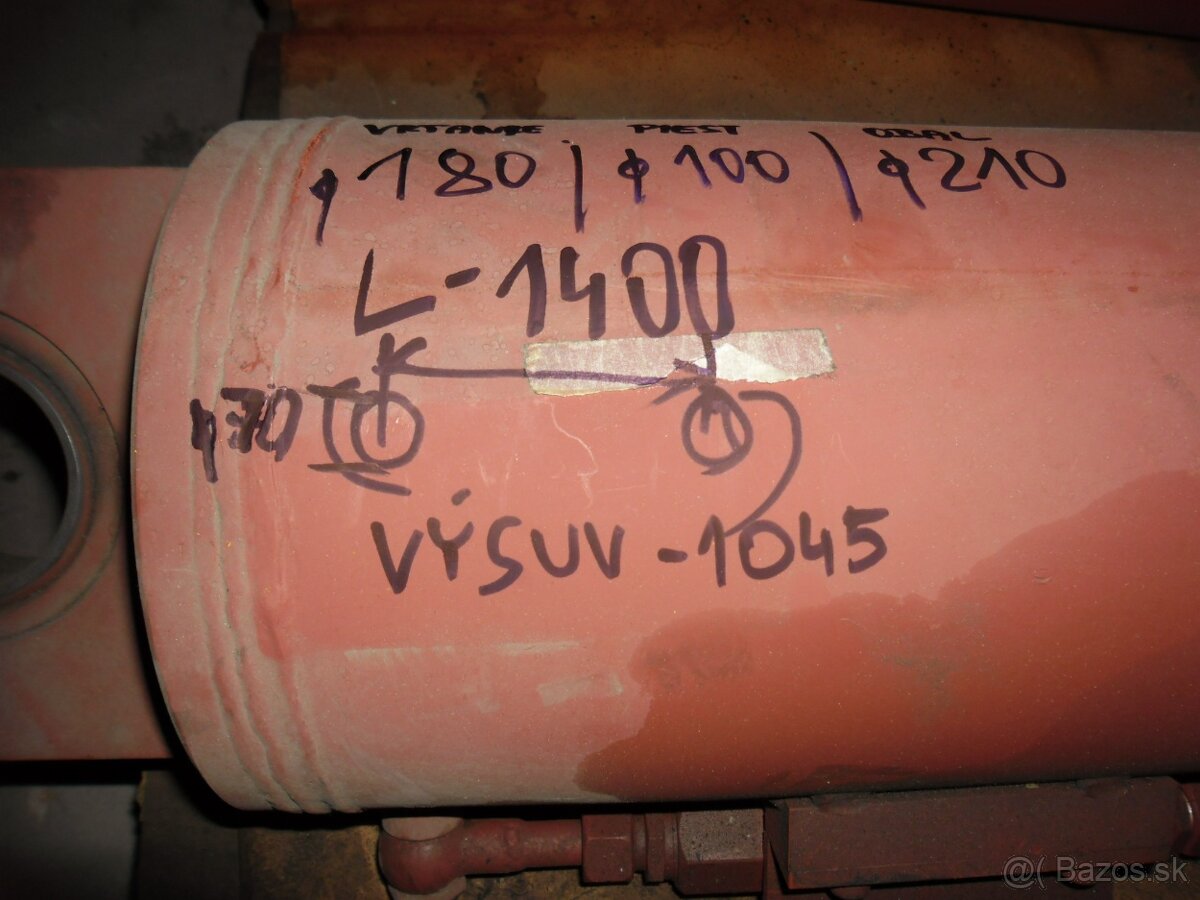 VRTANIE PIEST OBAL
ϕ180 | ϕ100 | ϕ210
L-1400
ϕ70
VÝSUV -1045
@( Bazos.sk